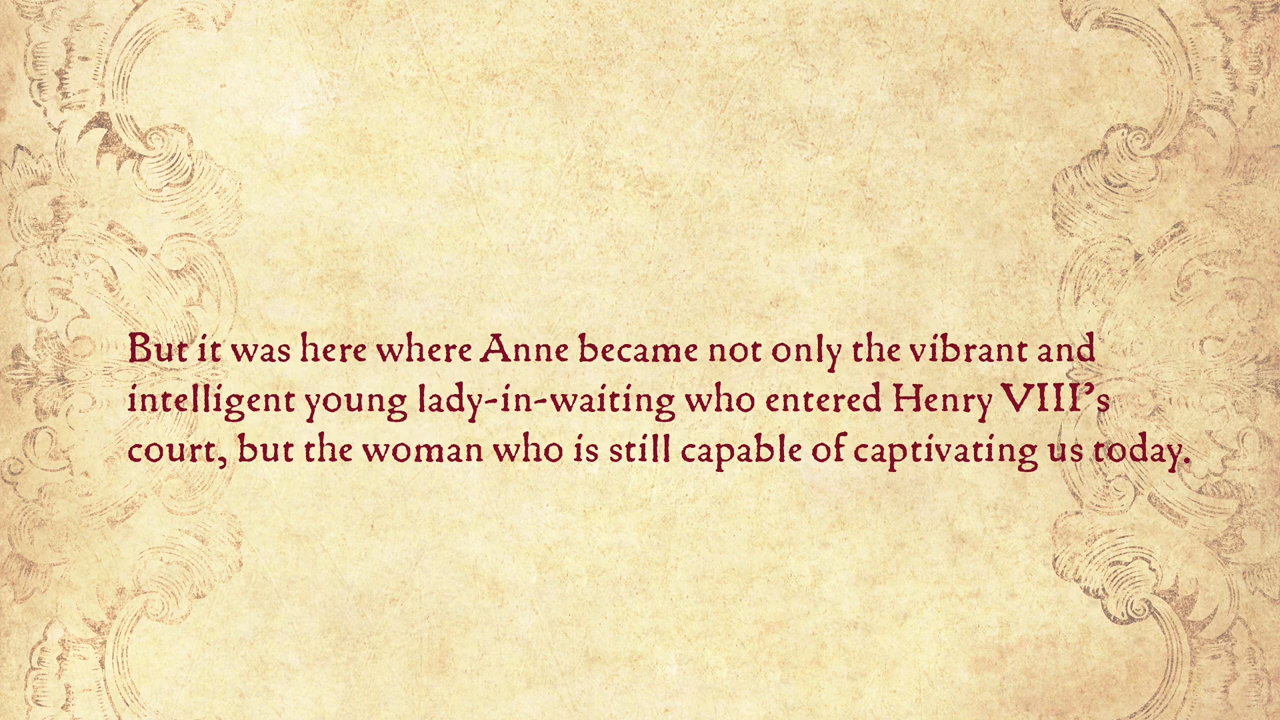 But it was here where Anne became not only the vibrant and
intelligent young lady-in-waiting who entered Henry VIII's
court, but the woman who is still capable of captivating us today.